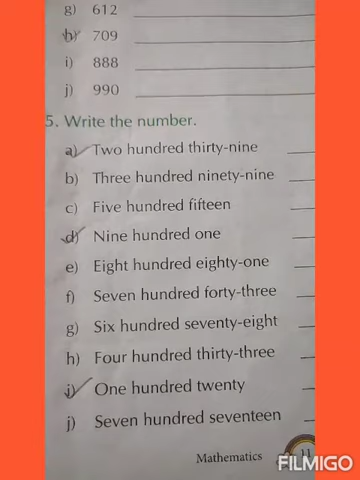 g) 612
h) 709
i) 888
j) 990
5. Write the number.
a) Two hundred thirty-nine
b) Three hundred ninety-nine
c) Five hundred fifteen
d) Nine hundred one
e) Eight hundred eighty-one
f) Seven hundred forty-three
g) Six hundred seventy-eight
h) Four hundred thirty-three
i) One hundred twenty
j) Seven hundred seventeen
Mathematics 11
FILMIGO